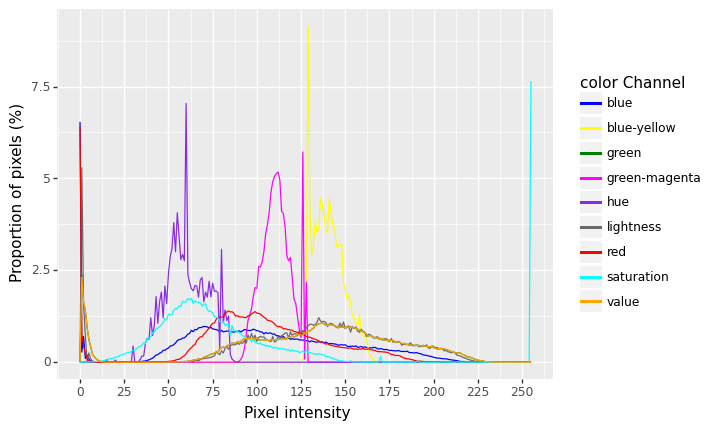 7.5
5
2.5
0
0
25
50
75
100
125
150
175
200
225
250
Pixel intensity
Proportion of pixels (%)
color Channel
blue
blue-yellow
green
green-magenta
hue
lightness
red
saturation
value